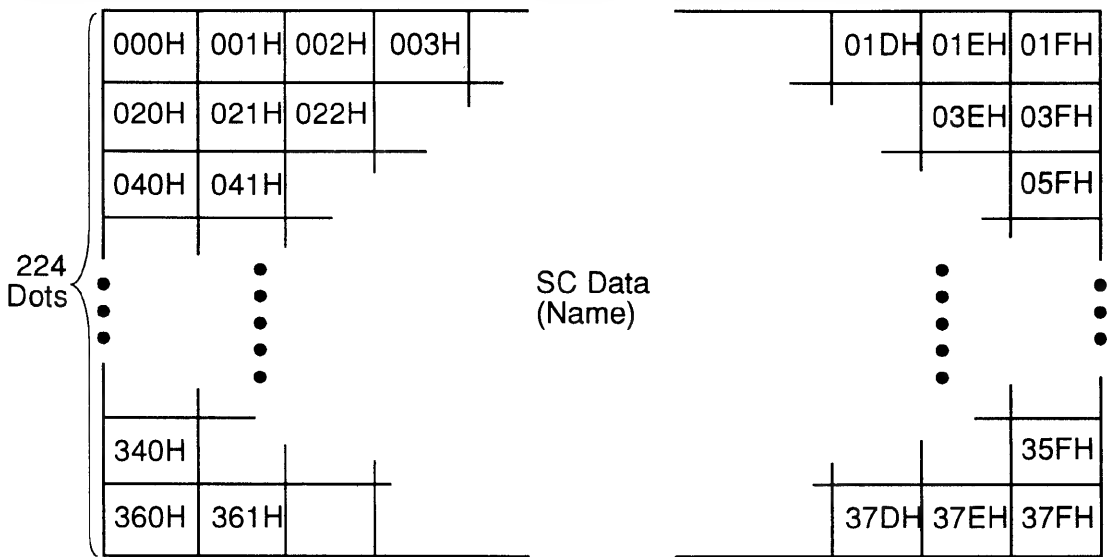 000H 001H 002H 003H 01DH 01EH 01FH
020H 021H 022H 03EH 03FH
040H 041H 05FH
224
Dots
SC Data
(Name)
340H 35FH
360H 361H 37DH 37EH 37FH